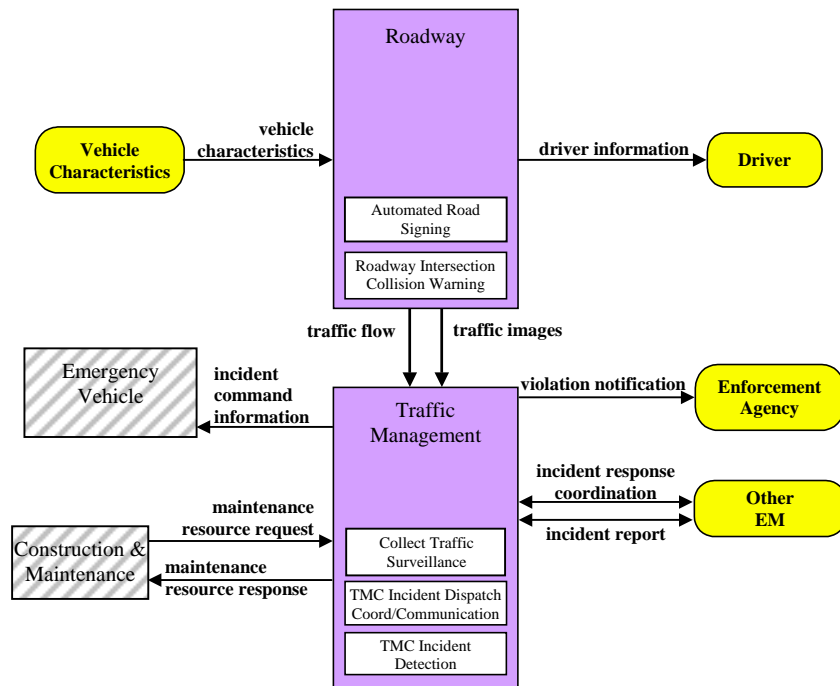 Roadway
vehicle
characteristics
Vehicle
Characteristics
driver information
Driver
Automated Road
Signing
Roadway Intersection
Collision Warning
traffic flow
traffic images
Emergency
Vehicle
incident
command
information
Traffic
Management
violation notification
Enforcement
Agency
incident response
coordination
incident report
Other
EM
maintenance
resource request
Construction &
Maintenance
maintenance
resource response
Collect Traffic
Surveillance
TMC Incident Dispatch
Coord/Communication
TMC Incident
Detection